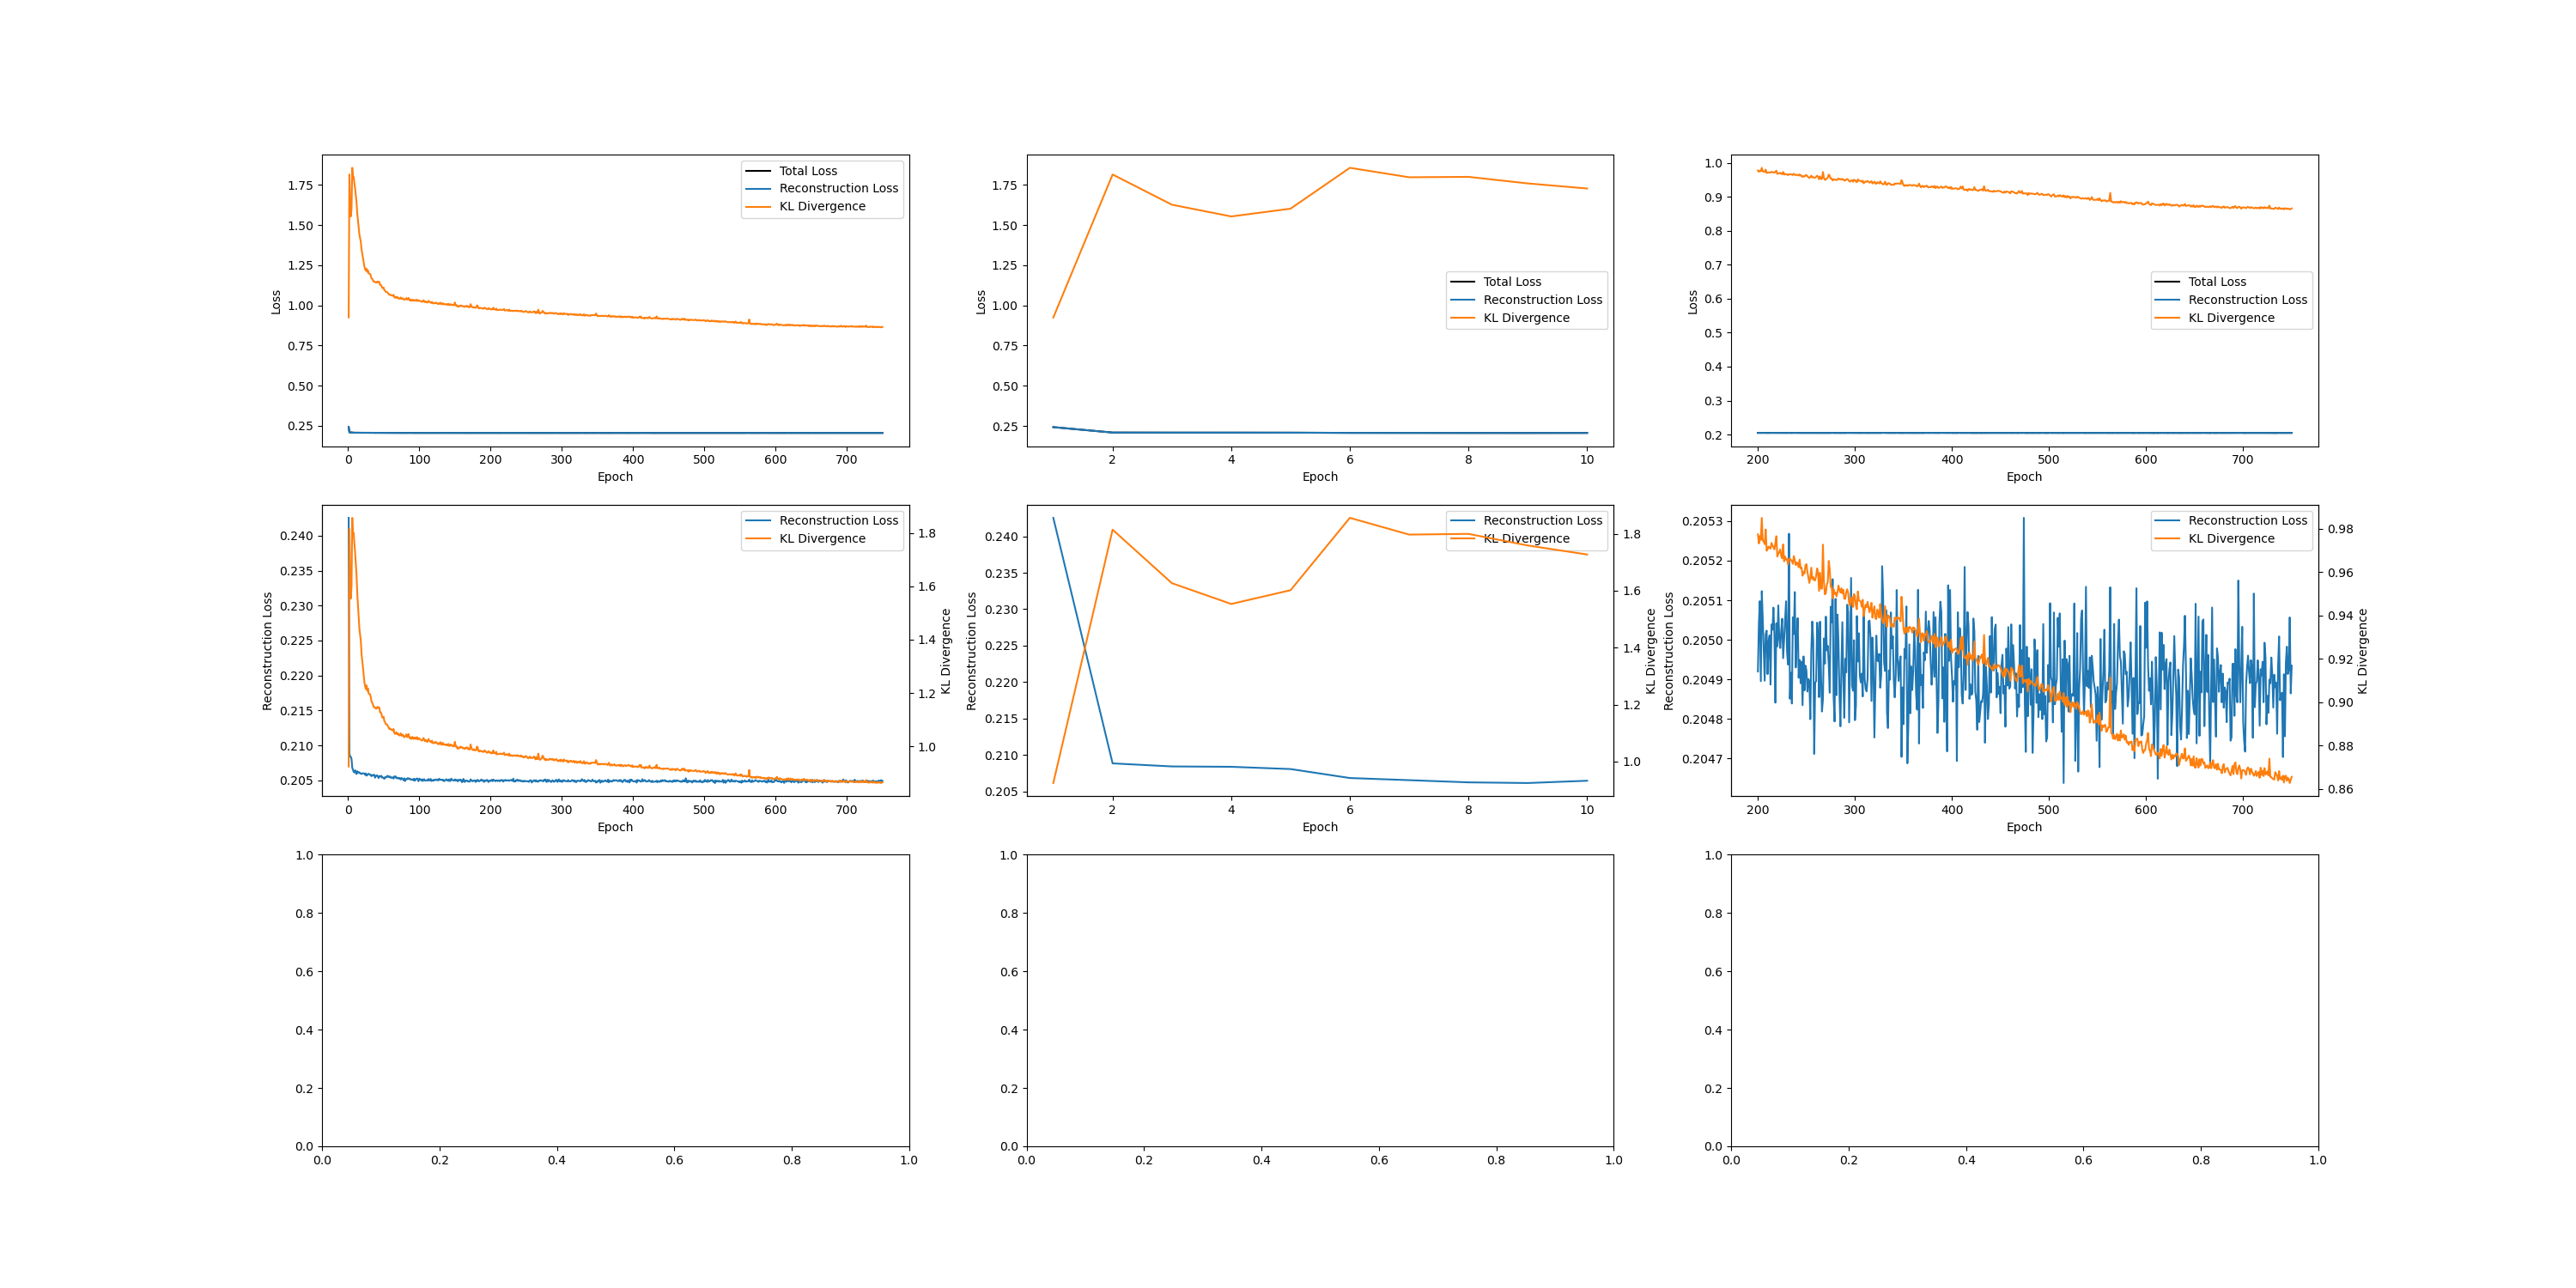 1.75
1.50
1.25
1.00
0.75
0.50
0.25
Loss
0 100 200 300 400 500 600 700
Epoch
Total Loss
Reconstruction Loss
KL Divergence
1.75
1.50
1.25
1.00
0.75
0.50
0.25
Loss
2 4 6 8 10
Epoch
Total Loss
Reconstruction Loss
KL Divergence
1.0
0.9
0.8
0.7
0.6
0.5
0.4
0.3
0.2
Loss
200 300 400 500 600 700
Epoch
Total Loss
Reconstruction Loss
KL Divergence
0.240
0.235
0.230
0.225
0.220
0.215
0.210
0.205
Reconstruction Loss
0 100 200 300 400 500 600 700
Epoch
Reconstruction Loss
KL Divergence
1.8
1.6
1.4
1.2
1.0
KL Divergence
0.240
0.235
0.230
0.225
0.220
0.215
0.210
0.205
Reconstruction Loss
2 4 6 8 10
Epoch
Reconstruction Loss
KL Divergence
1.8
1.6
1.4
1.2
1.0
KL Divergence
0.2053
0.2052
0.2051
0.2050
0.2049
0.2048
0.2047
Reconstruction Loss
200 300 400 500 600 700
Epoch
Reconstruction Loss
KL Divergence
0.98
0.96
0.94
0.92
0.90
0.88
0.86
KL Divergence
1.0
0.8
0.6
0.4
0.2
0.0
0.0 0.2 0.4 0.6 0.8 1.0
1.0
0.8
0.6
0.4
0.2
0.0
0.0 0.2 0.4 0.6 0.8 1.0
1.0
0.8
0.6
0.4
0.2
0.0
0.0 0.2 0.4 0.6 0.8 1.0